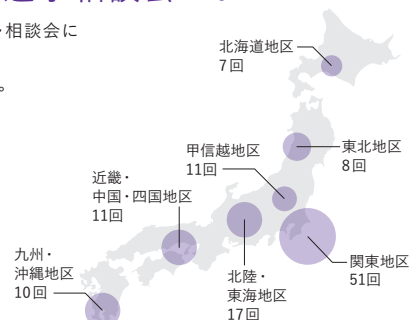 相談会に
。
北海道地区
7回
東北地区
8回
甲信越地区
11回
近畿・
中国・四国地区
11回
関東地区
51回
九州・
沖縄地区
10回
北陸・
東海地区
17回